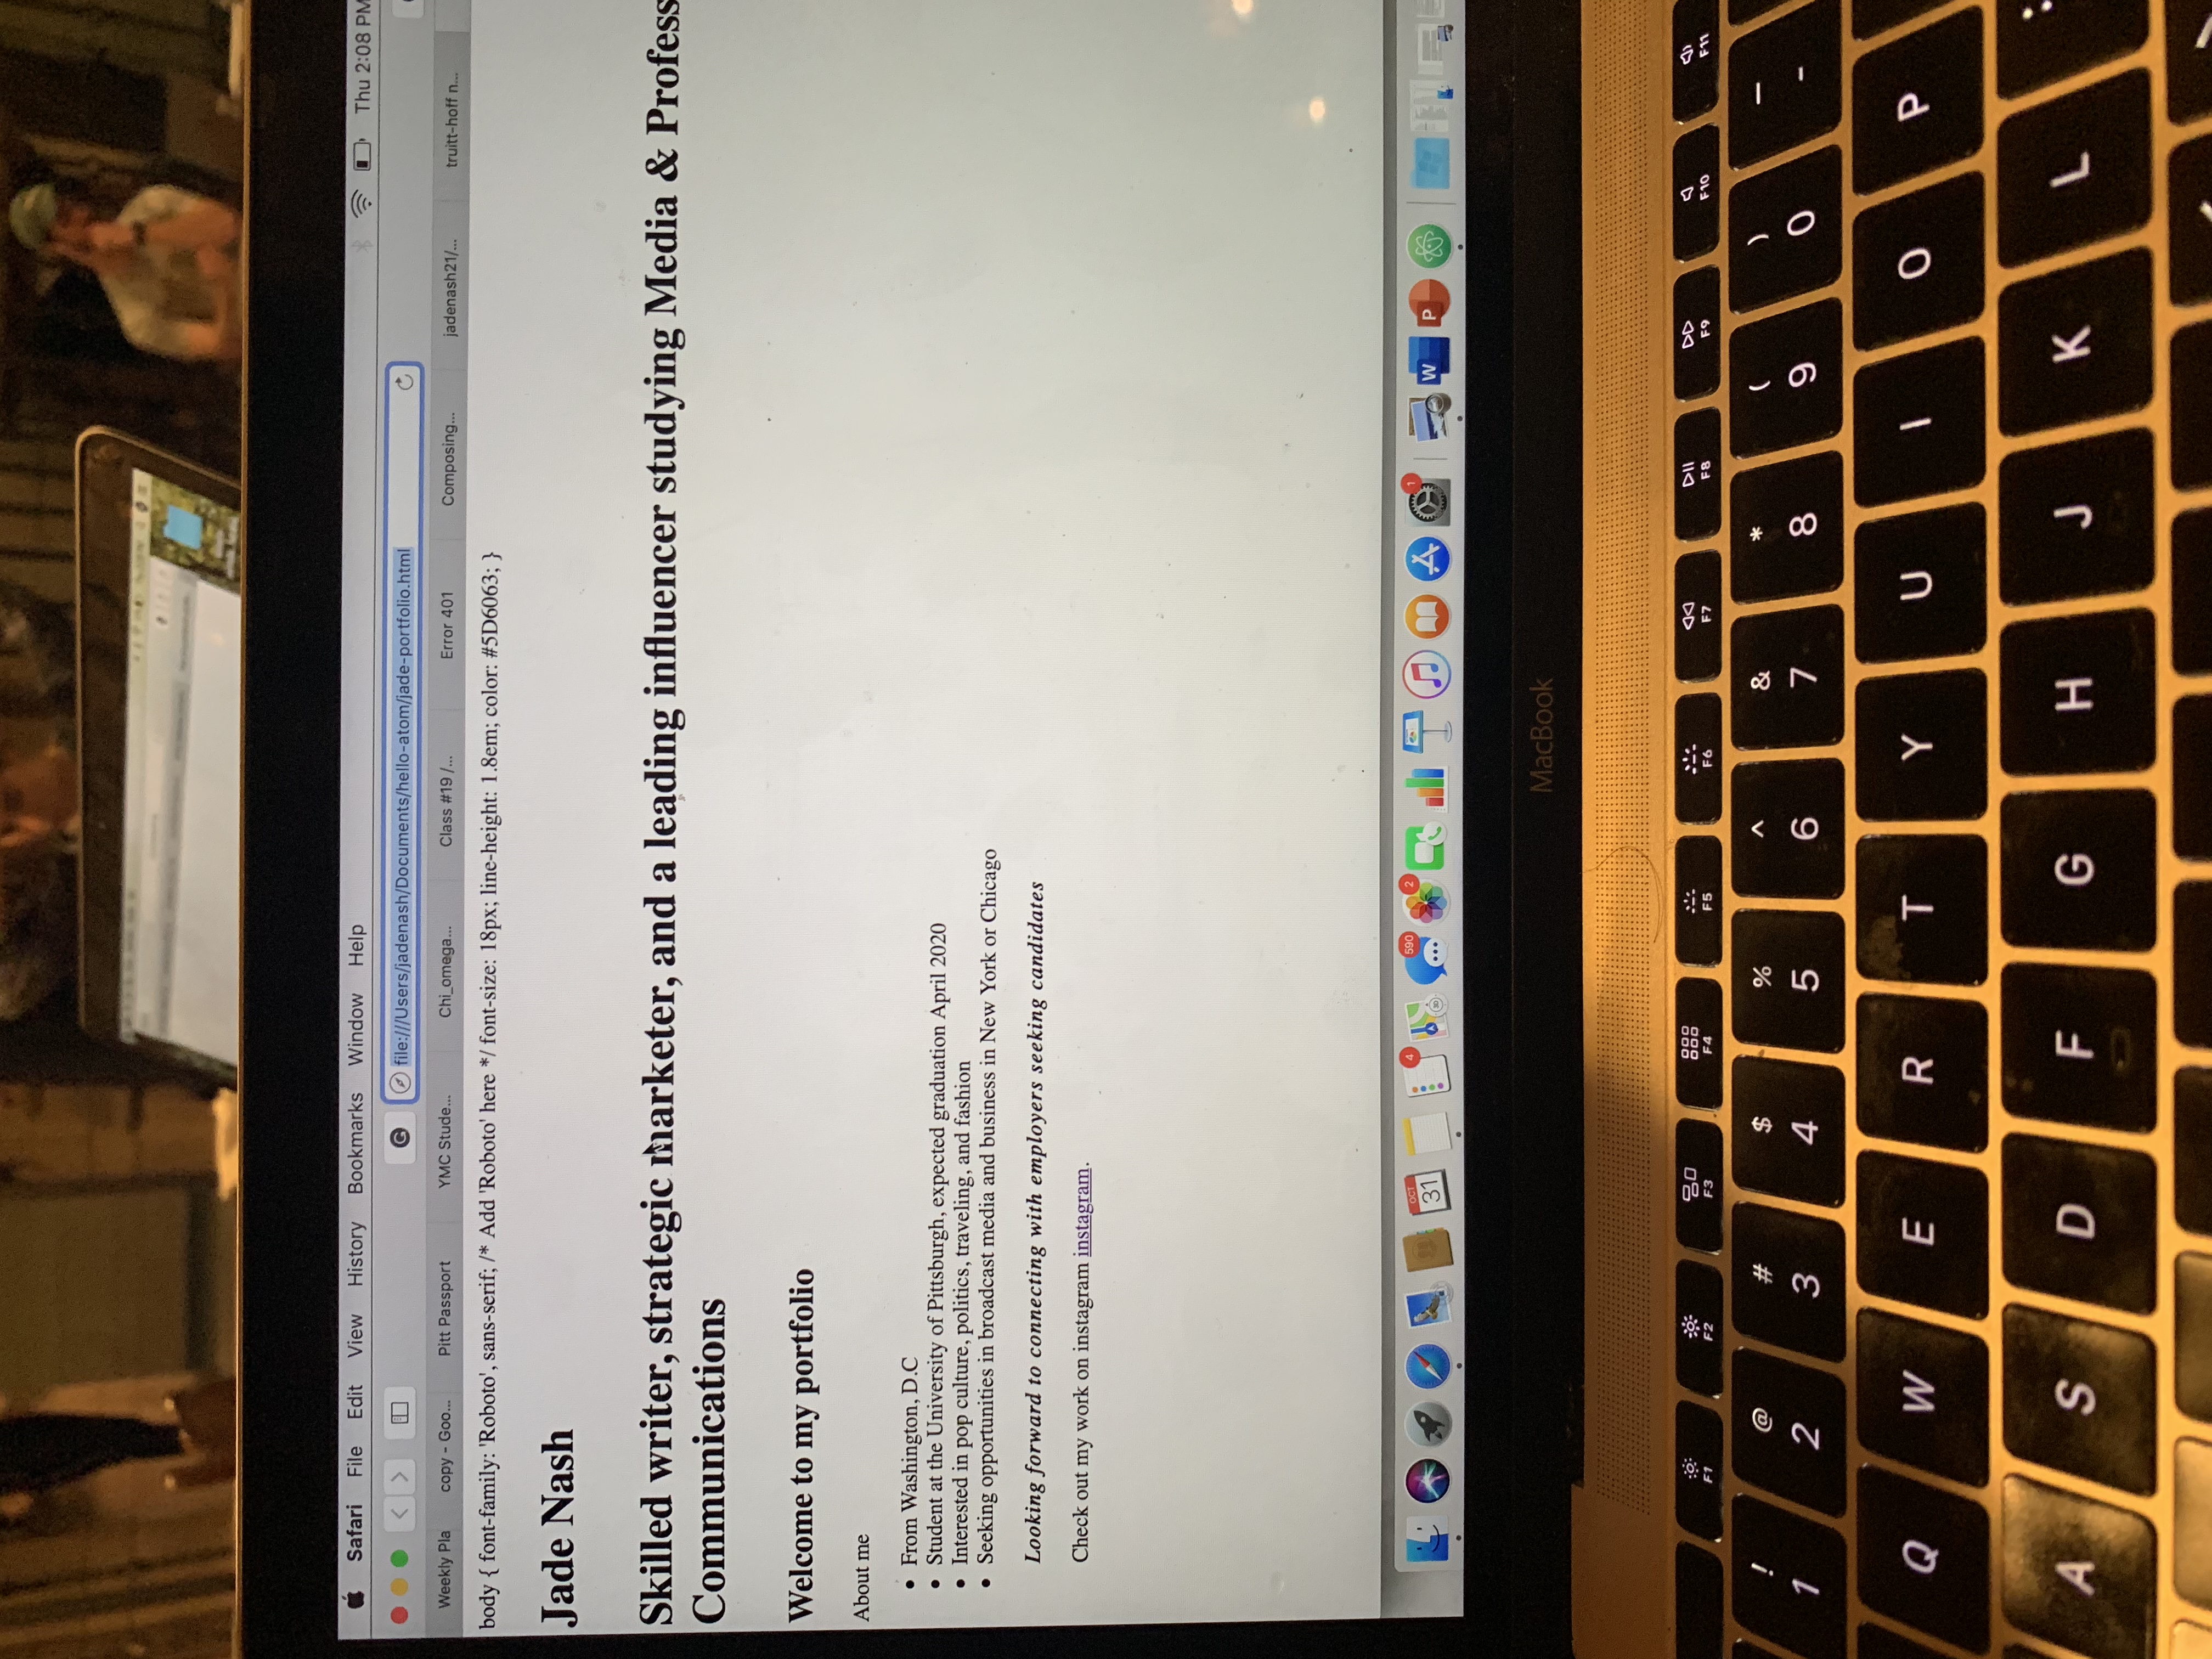 Safari File Edit View History Bookmarks Window Help Thu 2:08 PM
file:///Users/jadenash/Documents/hello-atom/jade-portfolio.html
Weekly Pla copy - Goo... Pitt Passport YMC Stude... Chi_omega... Class #19 /... Error 401 Composing... jadenash21/... truitt-hoff n...
body { font-family: 'Roboto', sans-serif; /* Add 'Roboto' here */ font-size: 18px; line-height: 1.8em; color: #5D6063; }
Jade Nash
Skilled writer, strategic marketer, and a leading influencer studying Media & Profess
Communications
Welcome to my portfolio
About me
• From Washington, D.C
• Student at the University of Pittsburgh, expected graduation April 2020
• Interested in pop culture, politics, traveling, and fashion
• Seeking opportunities in broadcast media and business in New York or Chicago
Looking forward to connecting with employers seeking candidates
Check out my work on instagram instagram.
OCT 4 590 2 1
31 W P
MacBook
F1 F2 F3 F4 F5 F6 F7 F8 F9 F10 F11
! @ # $ % ^ & * ( ) _
1 2 3 4 5 6 7 8 9 0 -
Q W E R T Y U I O P
A S D F G H J K L :